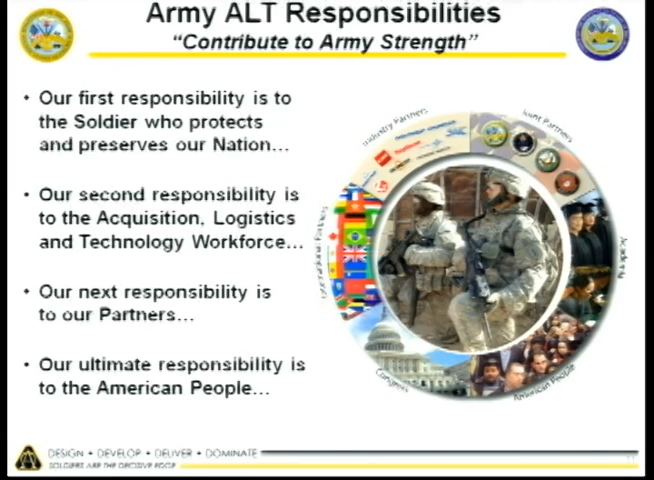 Army ALT Responsibilities
“Contribute to Army Strength”
• Our first responsibility is to
the Soldier who protects
and preserves our Nation...
• Our second responsibility is
to the Acquisition, Logistics
and Technology Workforce...
• Our next responsibility is
to our Partners...
• Our ultimate responsibility is
to the American People...
Industry Partners
Joint Partners
Congress
American People
DESIGN • DEVELOP • DELIVER • DOMINATE
SOLDIERS ARE THE DECISIVE EDGE